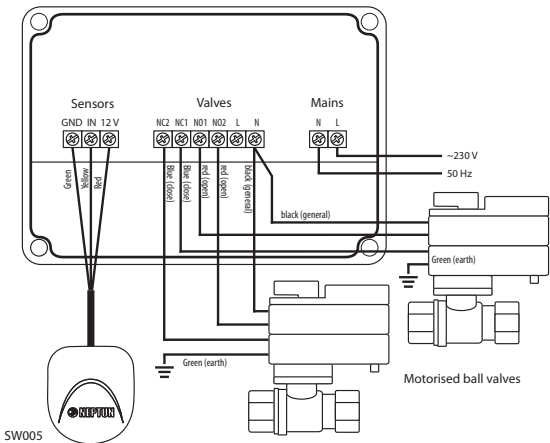 Sensors Valves Mains
GND IN 12 V NC2 NC1 NO1 NO2 L N N L
Green
Yellow
Red
Blue (close)
Blue (close)
red (open)
red (open)
black (general)
~230 V
50 Hz
black (general)
Green (earth)
Green (earth)
Motorised ball valves
NEPTUN
SW005